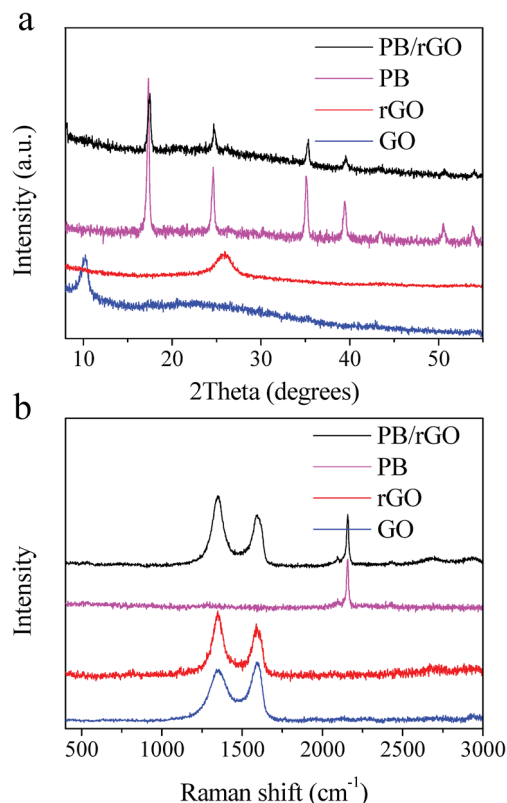 a
PB/rGO
PB
rGO
GO
Intensity (a.u.)
10 20 30 40 50
2Theta (degrees)
b
PB/rGO
PB
rGO
GO
Intensity
500 1000 1500 2000 2500 3000
Raman shift (cm⁻¹)